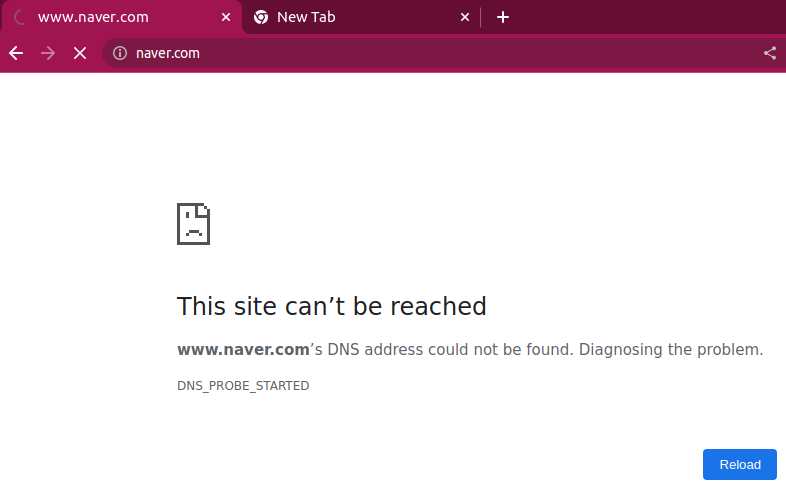 www.naver.com
New Tab
naver.com
This site can’t be reached
www.naver.com’s DNS address could not be found. Diagnosing the problem.
DNS_PROBE_STARTED
Reload